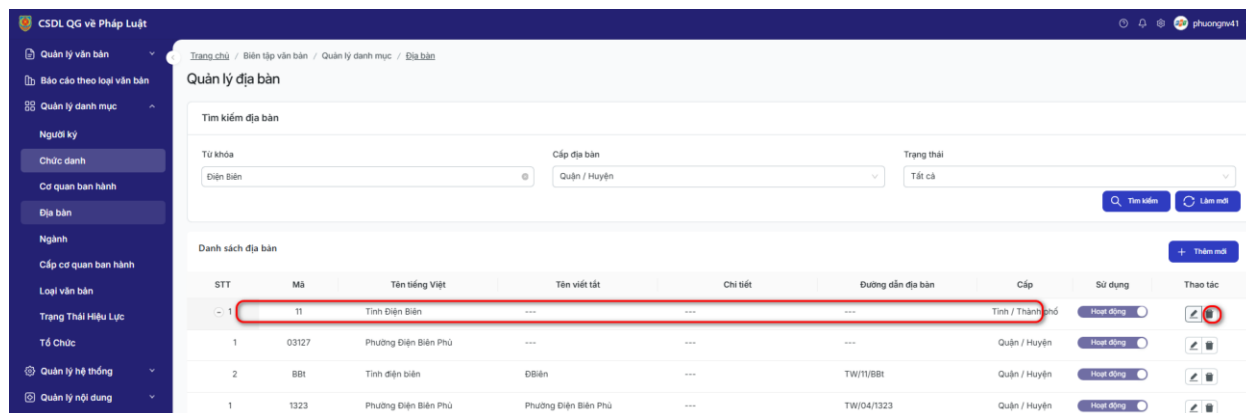 CSDL QG về Pháp Luật
phuongnv41
Quản lý văn bản
Báo cáo theo loại văn bản
Quản lý danh mục
Người ký
Chức danh
Cơ quan ban hành
Địa bàn
Ngành
Cấp cơ quan ban hành
Loại văn bản
Trạng Thái Hiệu Lực
Tổ Chức
Quản lý hệ thống
Quản lý nội dung
Trang chủ / Biên tập văn bản / Quản lý danh mục / Địa bàn
Quản lý địa bàn
Tìm kiếm địa bàn
Từ khóa Cấp địa bàn Trạng thái
Điện Biên Quận / Huyện Tất cả
Tìm kiếm Làm mới
Danh sách địa bàn
+ Thêm mới
STT Mã Tên tiếng Việt Tên viết tắt Chi tiết Đường dẫn địa bàn Cấp Sử dụng Thao tác
1 11 Tỉnh Điện Biên --- --- --- Tỉnh / Thành phố Hoạt động
1 03127 Phường Điện Biên Phủ --- --- --- Quận / Huyện Hoạt động
2 BBt Tỉnh điện biên ĐBiên --- TW/11/BBt Quận / Huyện Hoạt động
1 1323 Phường Điện Biên Phủ Phường Điện Biên Phủ --- TW/04/1323 Quận / Huyện Hoạt động